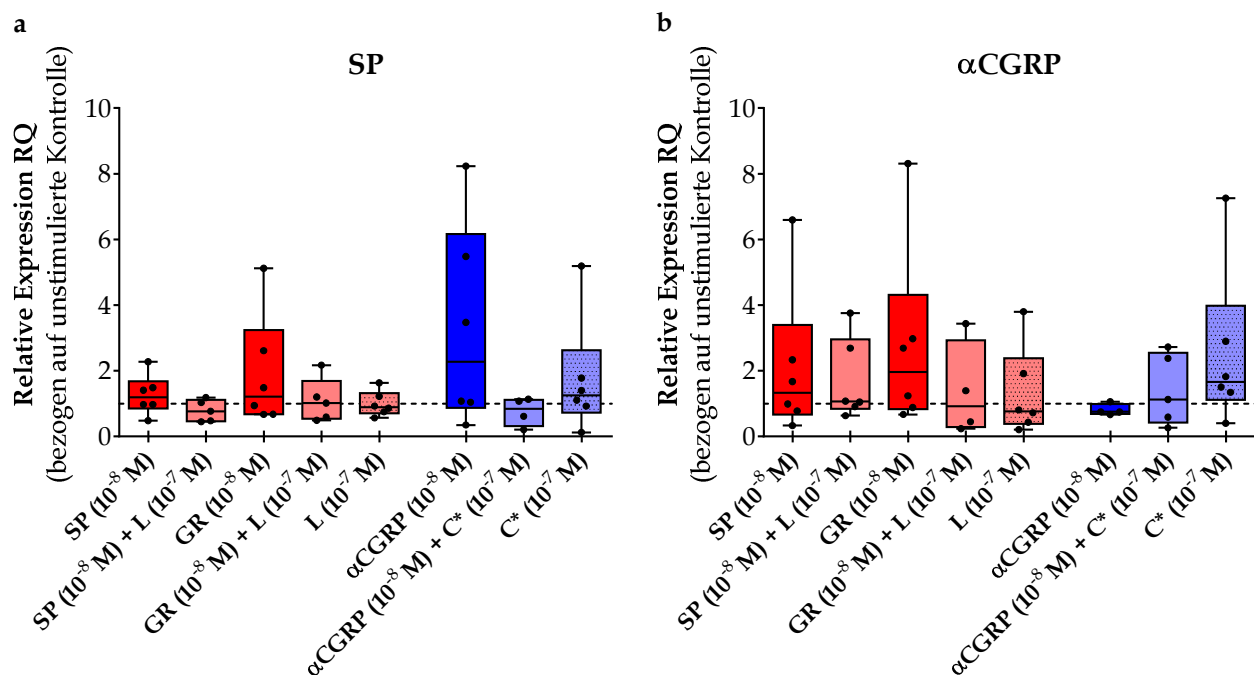 a
SP
Relative Expression RQ
(bezogen auf unstimulierte Kontrolle)
10
8
6
4
2
0
SP (10⁻⁸ M)
SP (10⁻⁸ M) + L (10⁻⁷ M)
GR (10⁻⁸ M)
GR (10⁻⁸ M) + L (10⁻⁷ M)
L (10⁻⁷ M)
αCGRP (10⁻⁸ M)
αCGRP (10⁻⁸ M) + C* (10⁻⁷ M)
C* (10⁻⁷ M)
b
αCGRP
Relative Expression RQ
(bezogen auf unstimulierte Kontrolle)
10
8
6
4
2
0
SP (10⁻⁸ M)
SP (10⁻⁸ M) + L (10⁻⁷ M)
GR (10⁻⁸ M)
GR (10⁻⁸ M) + L (10⁻⁷ M)
L (10⁻⁷ M)
αCGRP (10⁻⁸ M)
αCGRP (10⁻⁸ M) + C* (10⁻⁷ M)
C* (10⁻⁷ M)